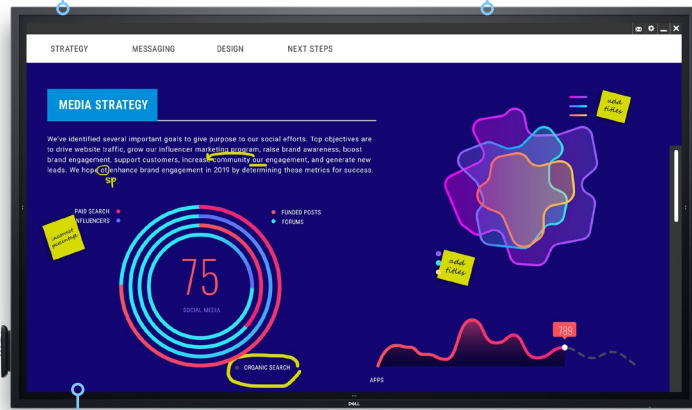 STRATEGY
MESSAGING
DESIGN
NEXT STEPS
MEDIA STRATEGY
We've identified several important goals to give purpose to our social efforts. Top objectives are
to drive website traffic, grow our influencer marketing program, raise brand awareness, boost
brand engagement, support customers, increase community our engagement, and generate new
leads. We hope ot enhance brand engagement in 2019 by determining these metrics for success.
sp
add
titles
PAID SEARCH
INFLUENCERS
FUNDED POSTS
FORUMS
incorrect
percentage
75
SOCIAL MEDIA
add
titles
789
ORGANIC SEARCH
APPS
DELL